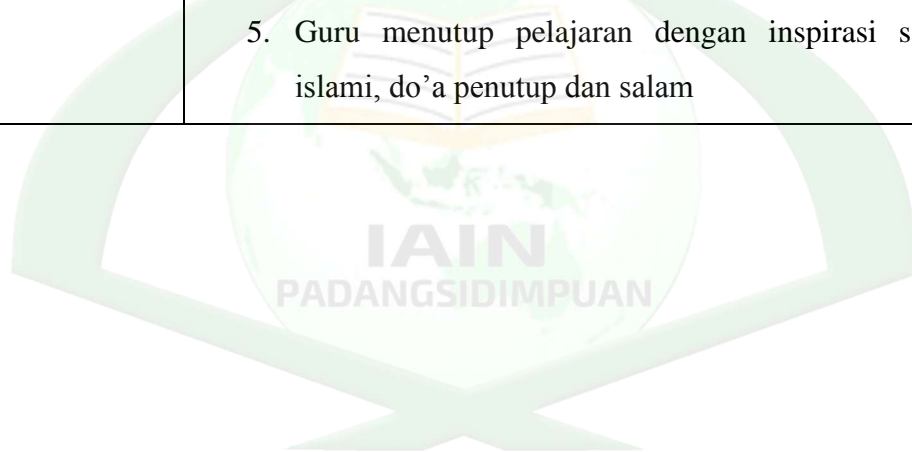 5. Guru menutup pelajaran dengan inspirasi
islami, do’a penutup dan salam
IAIN
PADANGSIDIMPUAN